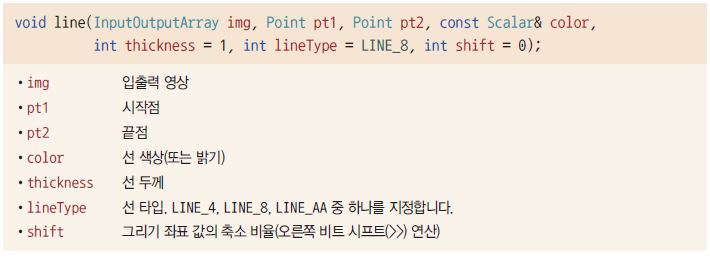 void line(InputOutputArray img, Point pt1, Point pt2, const Scalar& color,
int thickness = 1, int lineType = LINE_8, int shift = 0);
• img 입출력 영상
• pt1 시작점
• pt2 끝점
• color 선 색상(또는 밝기)
• thickness 선 두께
• lineType 선 타입. LINE_4, LINE_8, LINE_AA 중 하나를 지정합니다.
• shift 그리기 좌표 값의 축소 비율(오른쪽 비트 시프트(>>) 연산)